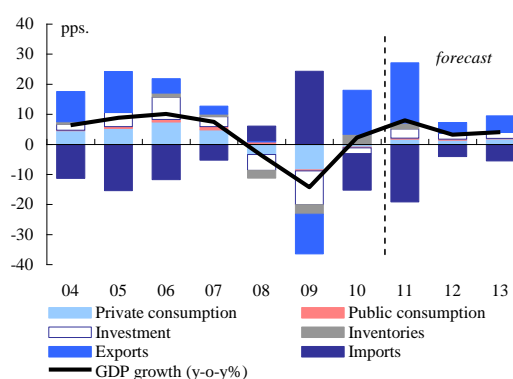 40
pps.
30
forecast
20
10
0
-10
-20
-30
-40
04 05 06 07 08 09 10 11 12 13
Private consumption Public consumption
Investment Inventories
Exports Imports
GDP growth (y-o-y%)